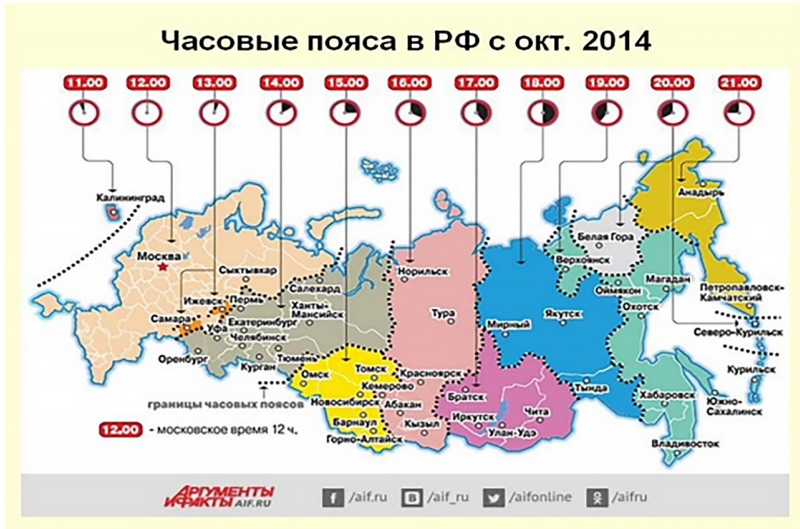 Часовые пояса в РФ с окт. 2014
11.00 12.00 13.00 14.00 15.00 16.00 17.00 18.00 19.00 20.00 21.00
Калининград
Анадырь
Москва
Белая Гора
Сыктывкар
Норильск
Верхоянск
Салехард
Оймякон
Магадан
Петропавловск-
Камчатский
Ижевск
Пермь
Ханты-
Мансийск
Охотск
Самара
Уфа
Екатеринбург
Тура
Мирный
Якутск
Северо-Курильск
Челябинск
Оренбург
Курган
Тюмень
Омск
Томск
Красноярск
Кемерово
Братск
Тында
Курильск
границы часовых поясов
Новосибирск
Абакан
Хабаровск
Южно-
Сахалинск
Барнаул
Кызыл
Иркутск
Чита
Улан-Удэ
Горно-Алтайск
Владивосток
12.00 - московское время 12 ч.
АРГУМЕНТЫ
И ФАКТЫ AIF.RU
f /aif.ru B /aif_ru /aifonline /aifru